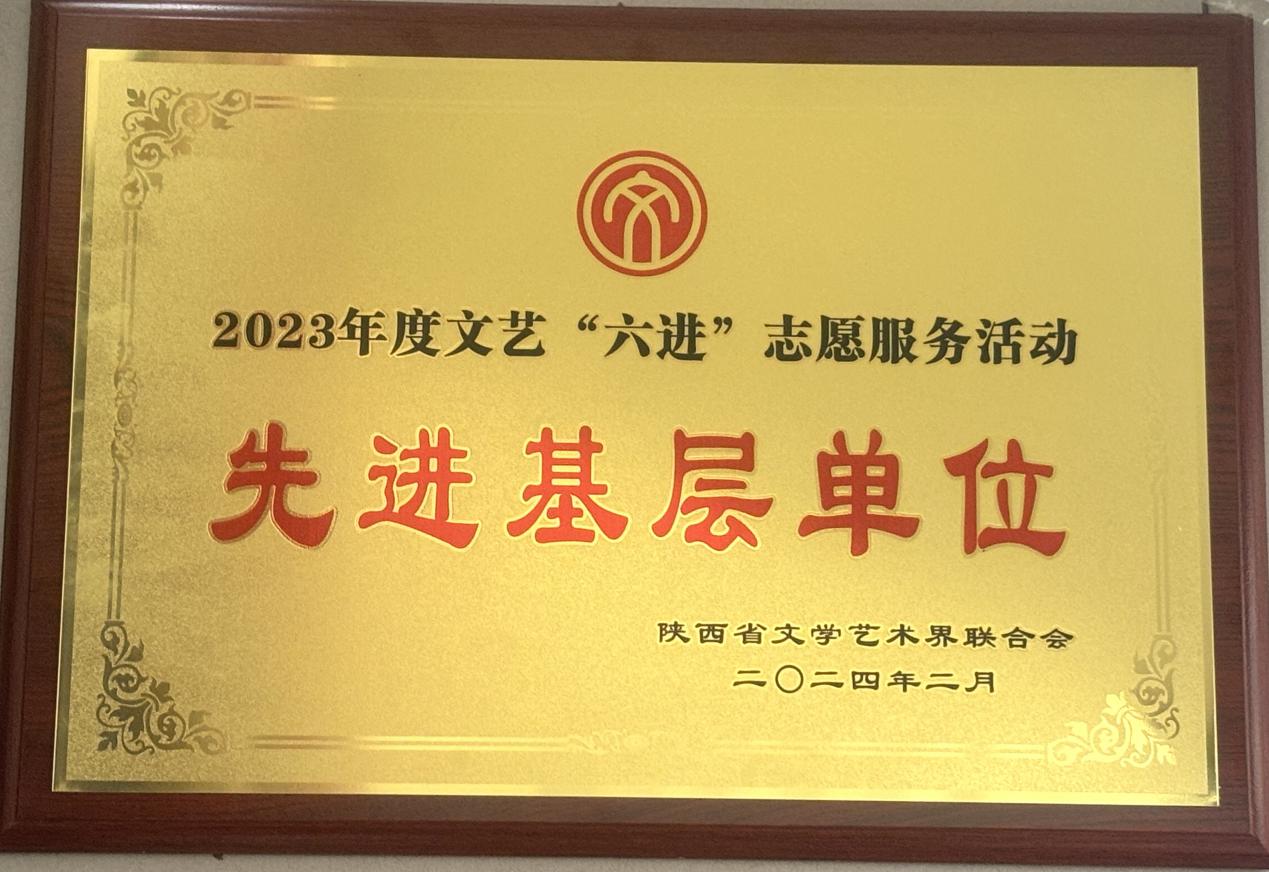 2023年度文艺“六进”志愿服务活动
先进基层单位
陕西省文学艺术界联合会
二〇二四年二月